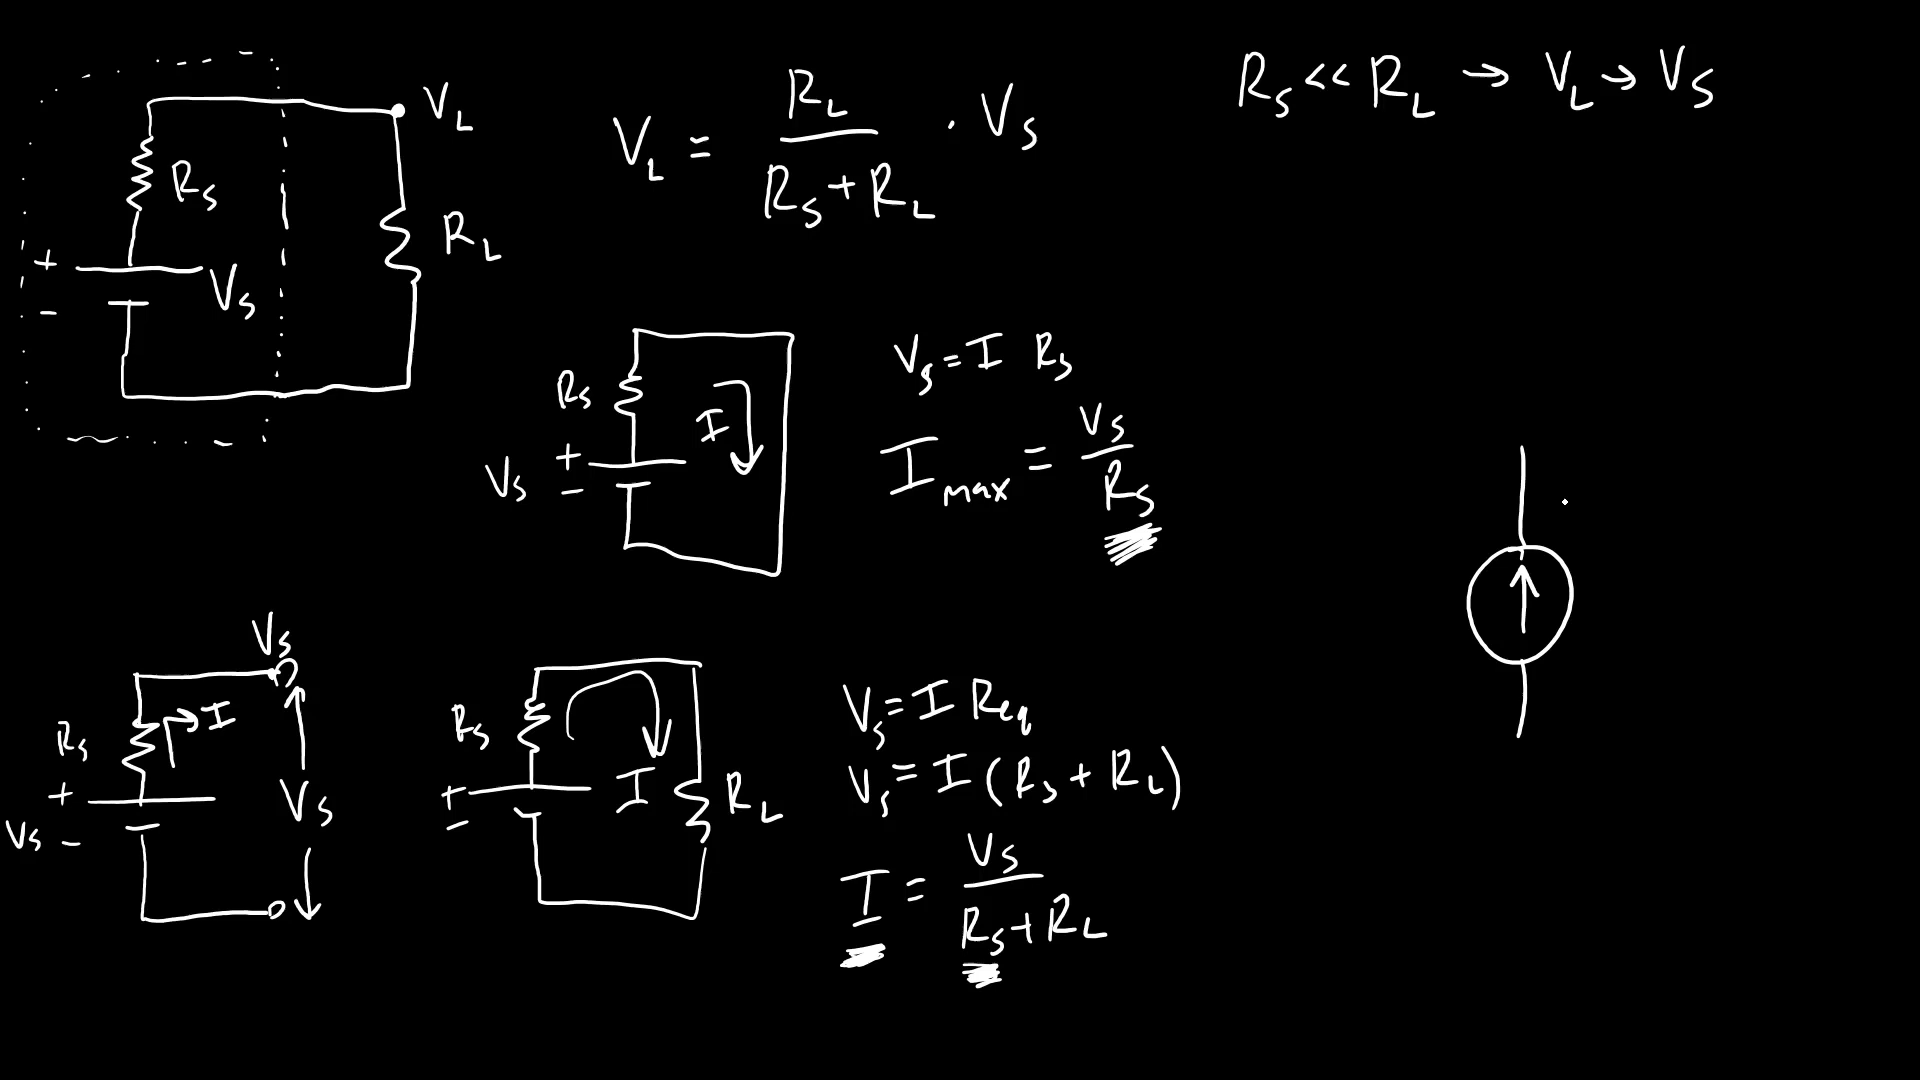 V_L
R_S
R_L
+
-
V_S
V_L = R_L / (R_S + R_L) · V_S
R_S << R_L → V_L → V_S
R_S
I
V_S
+
-
V_S = I R_S
I_max = V_S / R_S
V_S
R_S
I
+
V_S -
V_S
R_S
+
-
I
R_L
V_S = I R_eq
V_S = I (R_S + R_L)
I = V_S / (R_S + R_L)